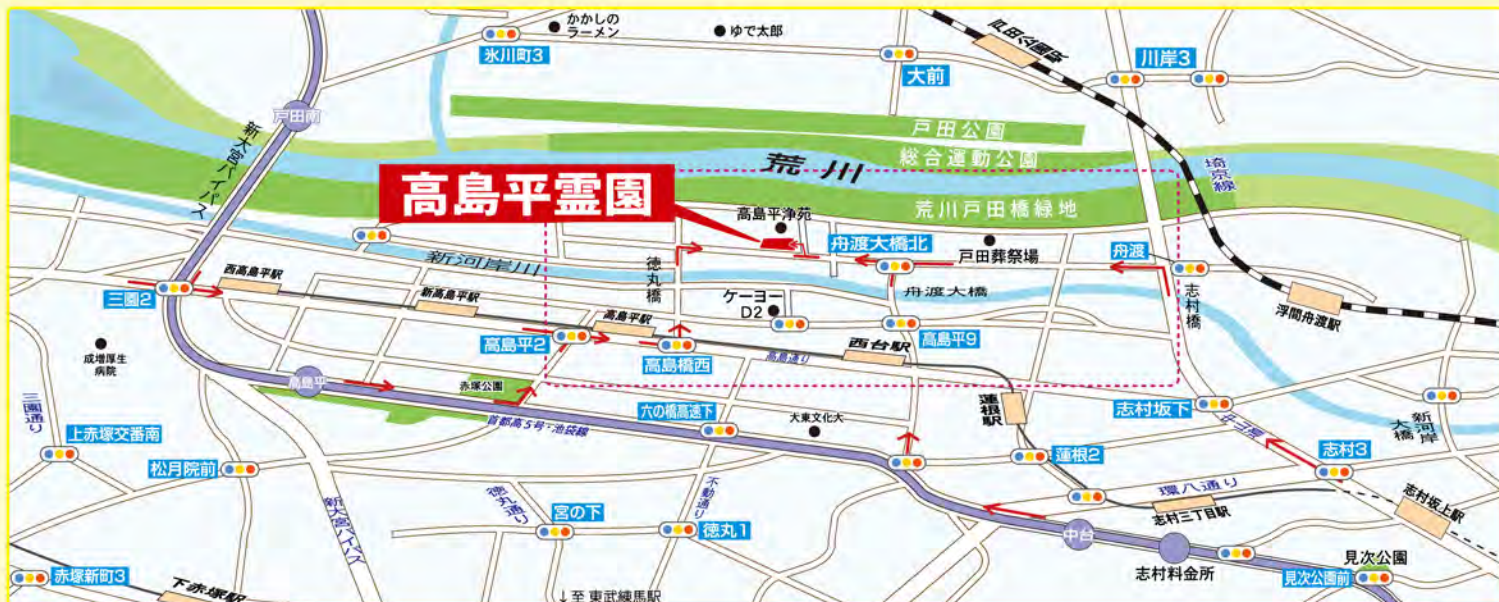 かかしの
ラーメン
ゆで太郎
氷川町3
大前
戸田公園駅
川岸3
戸田南
新大宮バイパス
戸田公園
総合運動公園
荒川
埼京線
高島平霊園
荒川戸田橋緑地
高島平浄苑
舟渡大橋北
戸田葬祭場
舟渡
新河岸川
徳丸橋
舟渡大橋
西高島平駅
三園2
新高島平駅
高島平駅
ケーヨー
D2
志村橋
浮間舟渡駅
高島平2
高島橋西
高島通り
西台駅
高島平9
成増厚生
病院
高島平
赤塚公園
三園通り
首都高5号・池袋線
六の橋高速下
大東文化大
蓮根駅
志村坂下
新河岸
大橋
上赤塚交番南
松月院前
蓮根2
志村3
環八通り
徳丸通り
不動通り
新大宮バイパス
宮の下
徳丸1
志村三丁目駅
志村坂上駅
中台
志村料金所
見次公園
見次公園前
赤塚新町3
下赤塚駅
↓至 東武練馬駅